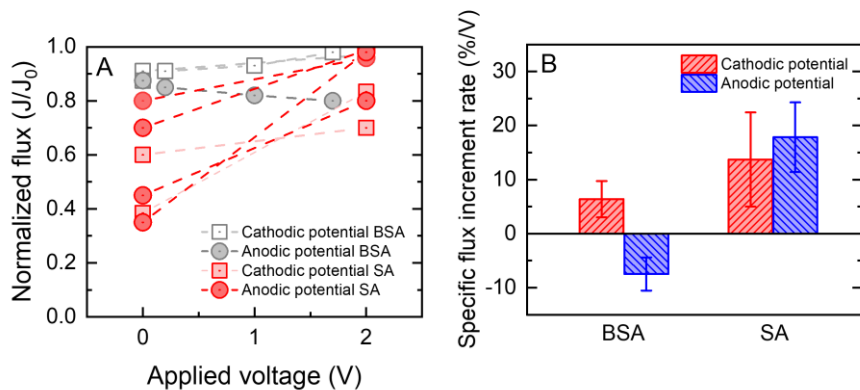 A
Normalized flux (J/J₀)
1.0
0.8
0.6
0.4
0.2
0.0
Cathodic potential BSA
Anodic potential BSA
Cathodic potential SA
Anodic potential SA
0 1 2
Applied voltage (V)
B
Specific flux increment rate (%/V)
30
20
10
0
-10
Cathodic potential
Anodic potential
BSA SA